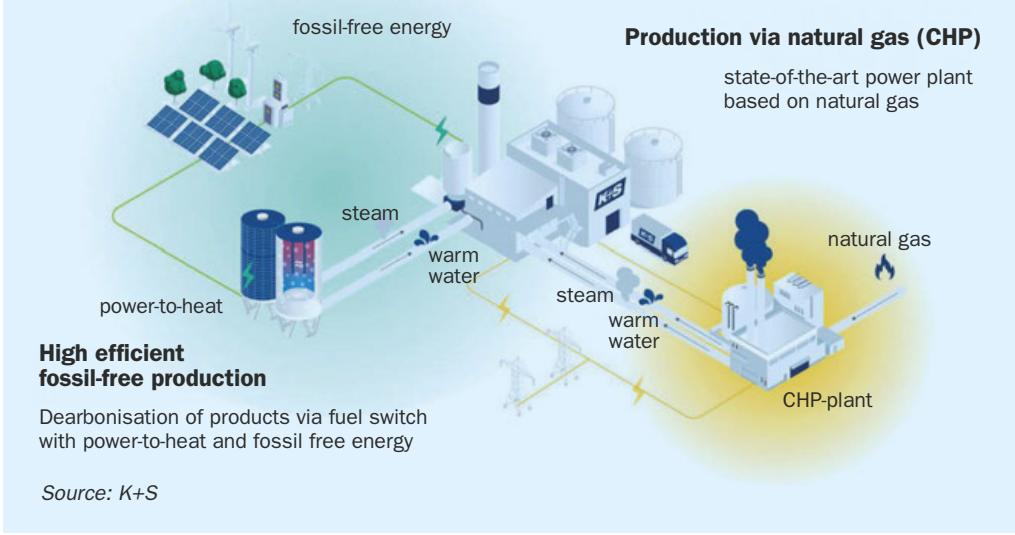 fossil-free energy
Production via natural gas (CHP)
state-of-the-art power plant
based on natural gas
K+S
K+S
steam
warm
water
natural gas
power-to-heat
steam
warm
water
High efficient
fossil-free production
CHP-plant
Dearbonisation of products via fuel switch
with power-to-heat and fossil free energy
Source: K+S